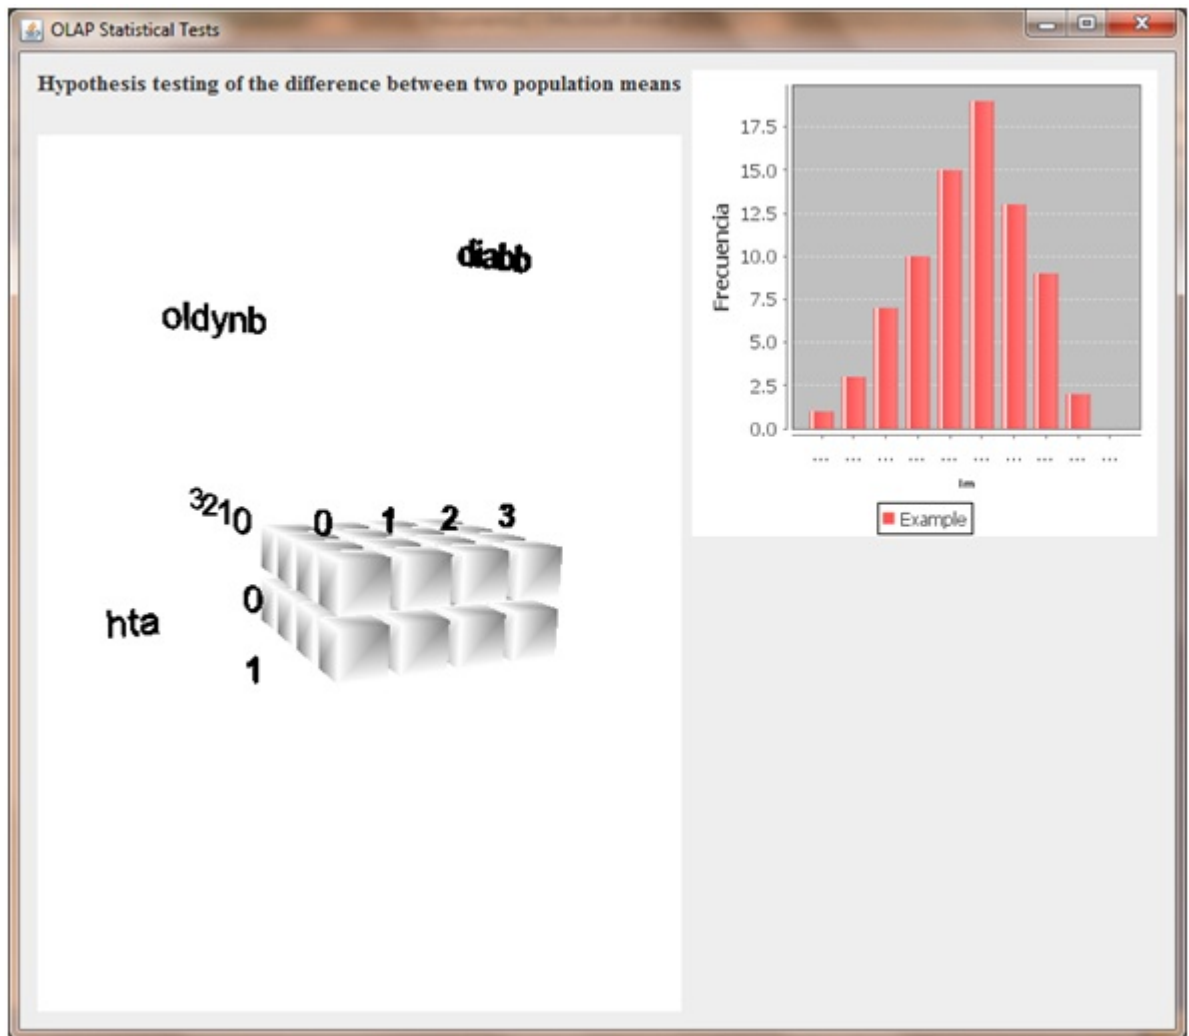 OLAP Statistical Tests
Hypothesis testing of the difference between two population means
diabb
oldynb
3210
0 1 2 3
0
hta
1
17.5
15.0
12.5
10.0
7.5
5.0
2.5
0.0
Frecuencia
... ... ... ... ... ... ... ... ... ...
Example